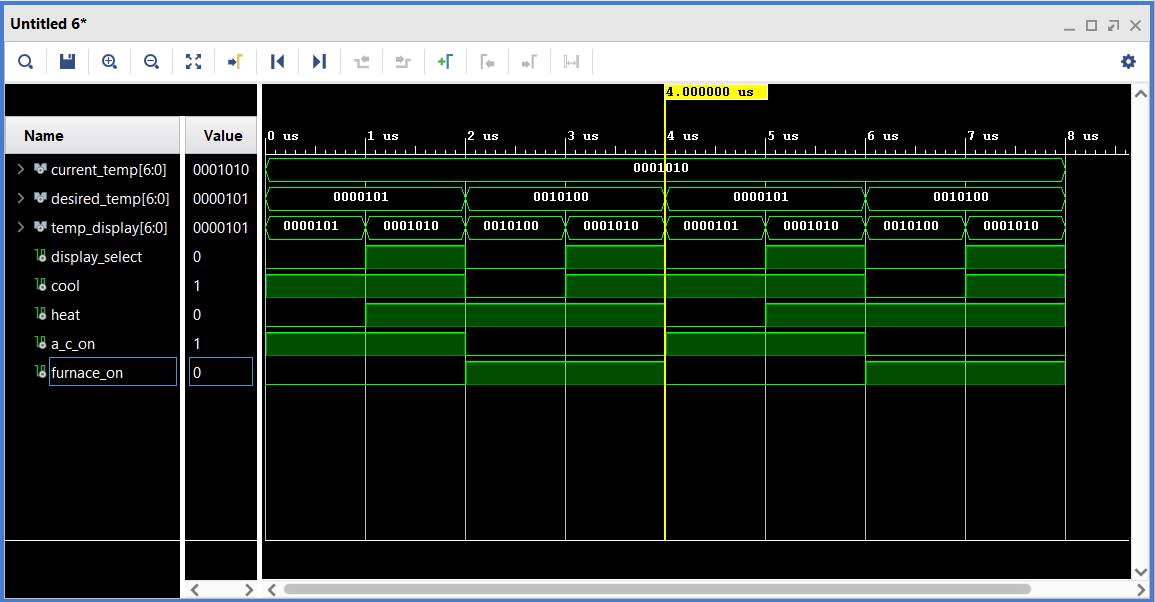 Untitled 6*
4.000000 us
Name Value
0 us 1 us 2 us 3 us 4 us 5 us 6 us 7 us 8 us
current_temp[6:0] 0001010 0001010
desired_temp[6:0] 0000101 0000101 0010100 0000101 0010100
temp_display[6:0] 0000101 0000101 0001010 0010100 0001010 0000101 0001010 0010100 0001010
display_select 0
cool 1
heat 0
a_c_on 1
furnace_on 0